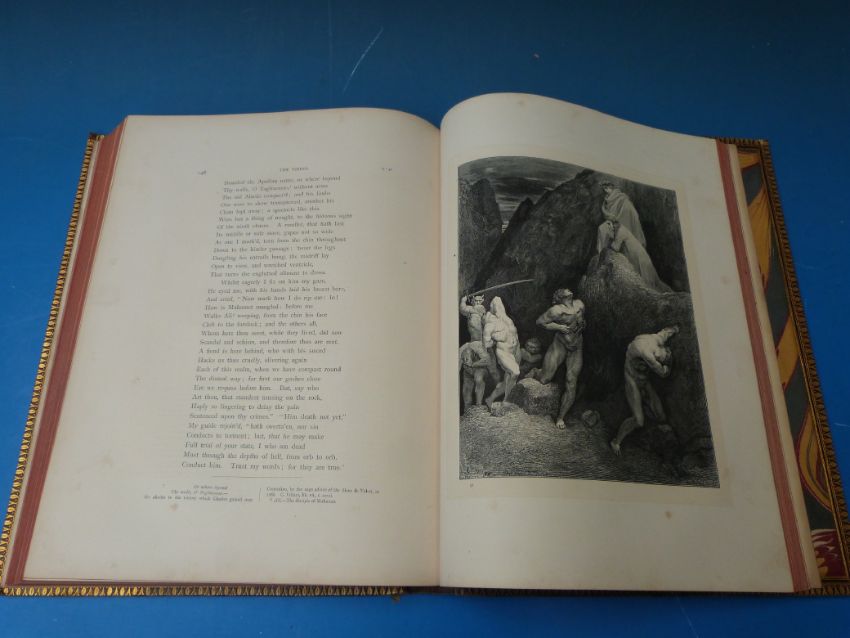 148 THE VISION
Thy walls, O Tagliacozzo, without arms
The old Alardo conquer'd; and his limbs
One were to show transpierced, another his
Clean lopt away; a spectacle like this
Were but a thing of nought, to the hideous sight
Of the ninth chasm. A rundlet, that hath lost
Its middle or side stave, gapes not so wide
As one I mark'd, torn from the chin throughout
Down to the hinder passage: 'twixt the legs
Dangling his entrails hung, the midriff lay
Open to view, and wretched ventricle,
That turns the englutted aliment to dross.
Whilst eagerly I fix on him my gaze,
He eyed me, with his hands laid his breast bare,
And cried, "Now mark how I do rip me: lo!
How is Mahomet mangled: before me
Walks Ali weeping, from the chin his face
Cleft to the forelock; and the others all,
Whom here thou seest, while they lived, did sow
Scandal and schism, and therefore thus are rent.
A fiend is here behind, who with his sword
Hacks us thus cruelly, slivering again
Each of this realm, when we have compast round
The dismal way; for first our gashes close
Ere we repass before him. But, say who
Art thou, that standest musing on the rock,
Haply so lingering to delay the pain
Sentenced upon thy crimes." "Him death not yet,"
My guide rejoin'd, "hath overta'en, nor sin
Conducts to torment; but, that he may make
Full trial of your state, I who am dead
Must through the depths of hell, from orb to orb,
Conduct him. Trust my words; for they are true."